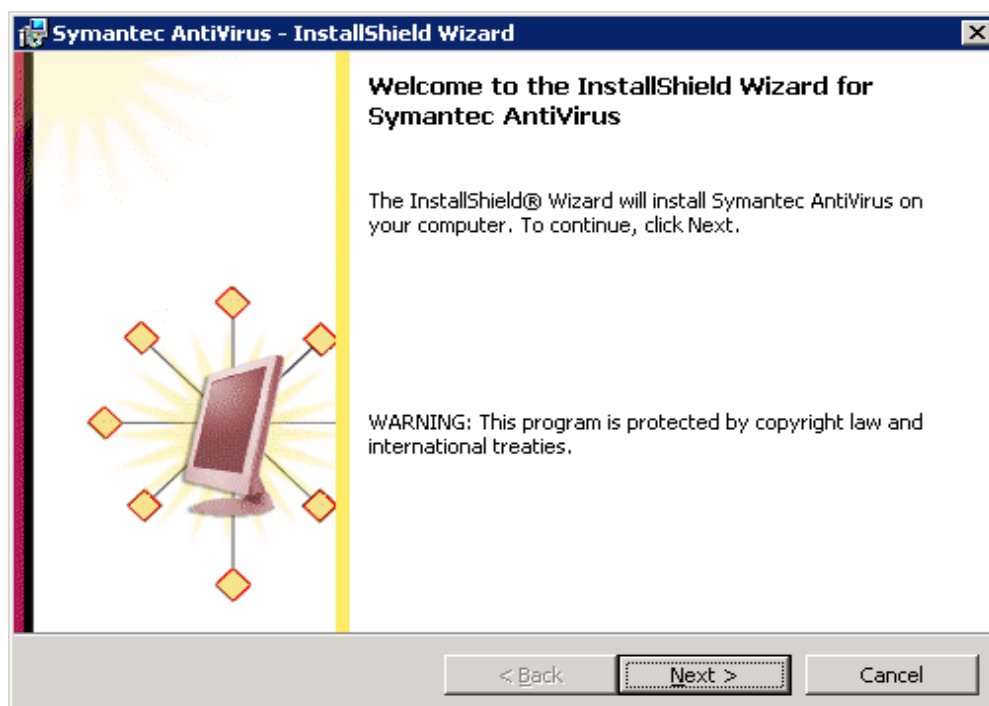 Symantec AntiVirus - InstallShield Wizard
Welcome to the InstallShield Wizard for
Symantec AntiVirus
The InstallShield® Wizard will install Symantec AntiVirus on
your computer. To continue, click Next.
WARNING: This program is protected by copyright law and
international treaties.
< Back
Next >
Cancel